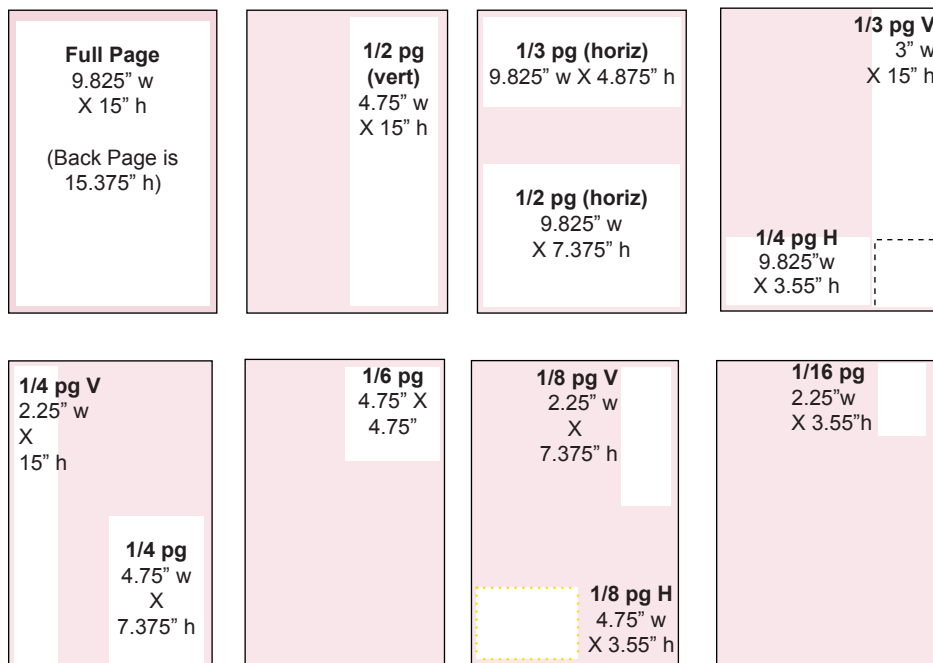 Full Page
9.825” w
X 15” h
(Back Page is
15.375” h)
1/2 pg
(vert)
4.75” w
X 15” h
1/3 pg (horiz)
9.825” w X 4.875” h
1/2 pg (horiz)
9.825” w
X 7.375” h
1/3 pg V
3” w
X 15” h
1/4 pg H
9.825”w
X 3.55” h
1/4 pg V
2.25” w
X
15” h
1/4 pg
4.75” w
X
7.375” h
1/6 pg
4.75” X
4.75”
1/8 pg V
2.25” w
X
7.375” h
1/8 pg H
4.75” w
X 3.55” h
1/16 pg
2.25”w
X 3.55”h